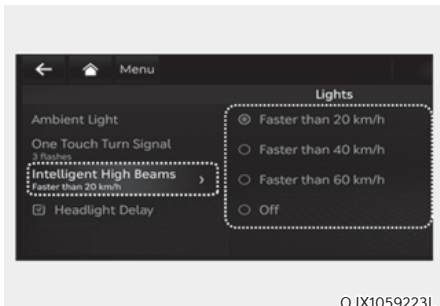 Menu
Lights
Ambient Light
One Touch Turn Signal
3 flashes
Intelligent High Beams
Faster than 20 km/h
Headlight Delay
Faster than 20 km/h
Faster than 40 km/h
Faster than 60 km/h
Off
OJX1059223L